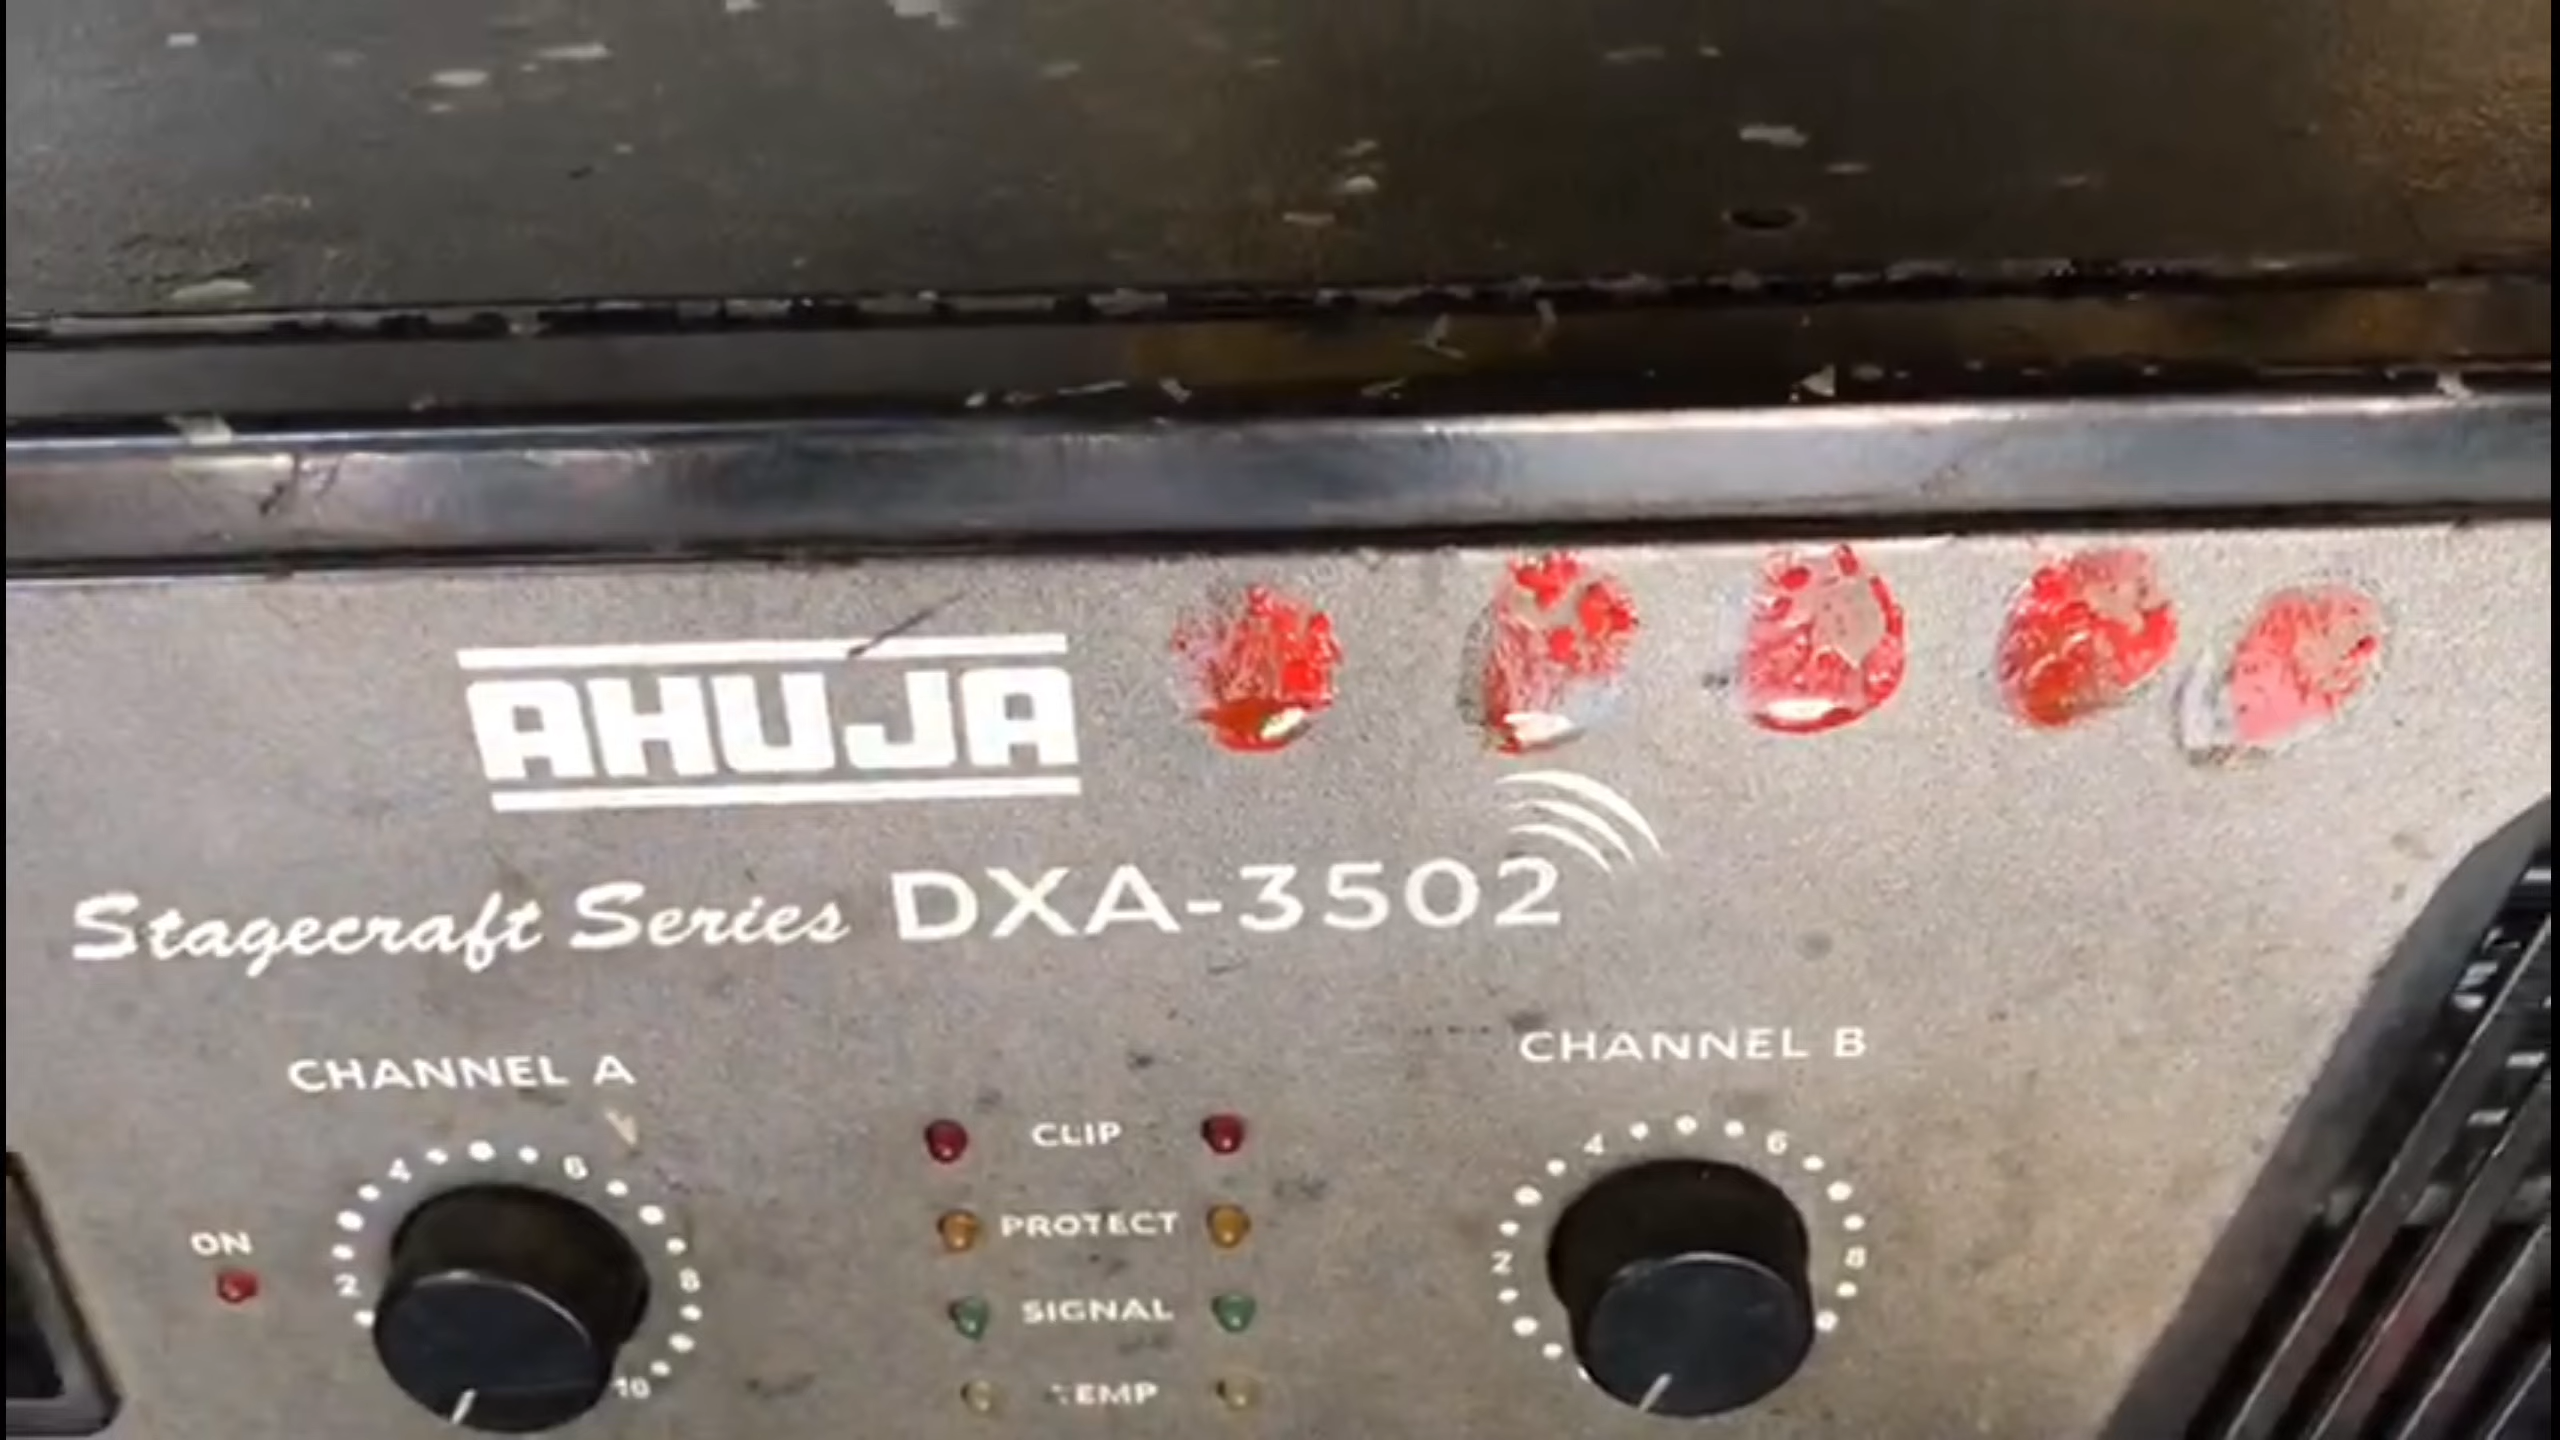 AHUJA
Stagecraft Series DXA-3502
CHANNEL A
CHANNEL B
4 6
4 6
CLIP
PROTECT
ON
2 8
2 8
SIGNAL
TEMP
10